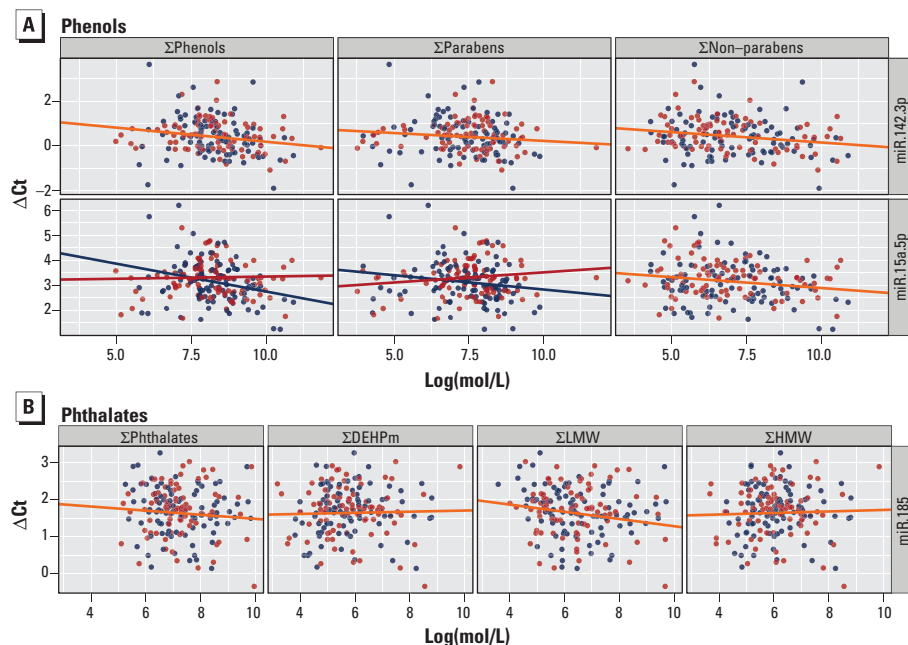 A Phenols
ΣPhenols ΣParabens ΣNon–parabens
2
0
–2
miR.142.3p
ΔCt
6
5
4
3
2
miR.15a.5p
5.0 7.5 10.0 5.0 7.5 10.0 5.0 7.5 10.0
Log(mol/L)
B Phthalates
ΣPhthalates ΣDEHPm ΣLMW ΣHMW
3
2
1
0
ΔCt
miR.185
4 6 8 10 4 6 8 10 4 6 8 10 4 6 8 10
Log(mol/L)